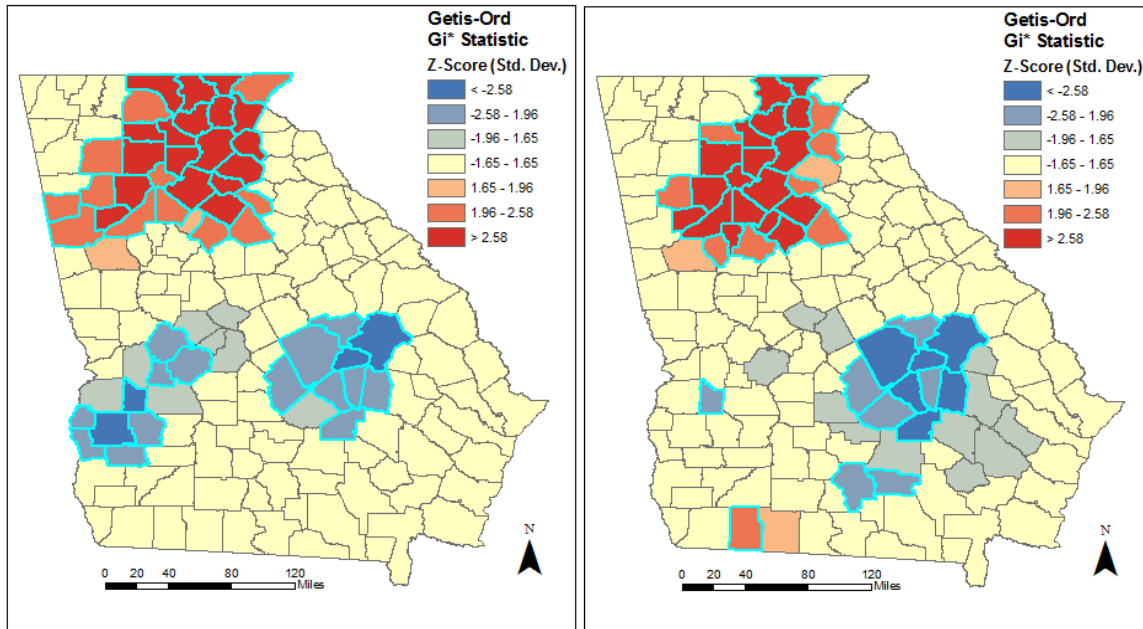 Getis-Ord
Gi* Statistic
Z-Score (Std. Dev.)
< -2.58
-2.58 - 1.96
-1.96 - 1.65
-1.65 - 1.65
1.65 - 1.96
1.96 - 2.58
> 2.58
N
0 20 40 80 120
Miles
Getis-Ord
Gi* Statistic
Z-Score (Std. Dev.)
< -2.58
-2.58 - 1.96
-1.96 - 1.65
-1.65 - 1.65
1.65 - 1.96
1.96 - 2.58
> 2.58
N
0 20 40 80 120
Miles